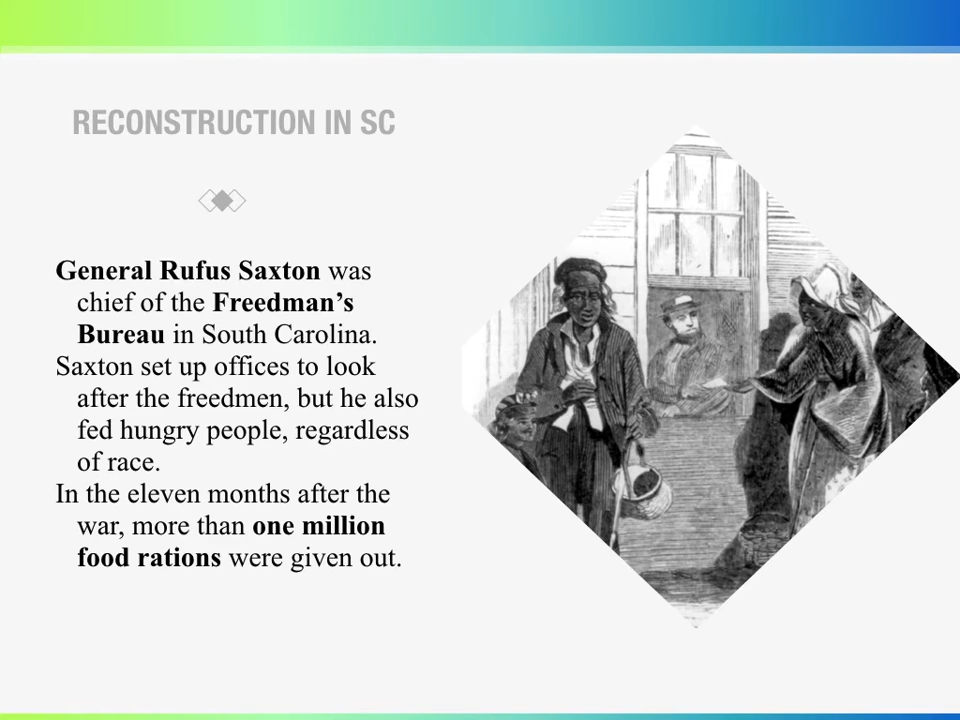 RECONSTRUCTION IN SC
General Rufus Saxton was
chief of the Freedman’s
Bureau in South Carolina.
Saxton set up offices to look
after the freedmen, but he also
fed hungry people, regardless
of race.
In the eleven months after the
war, more than one million
food rations were given out.